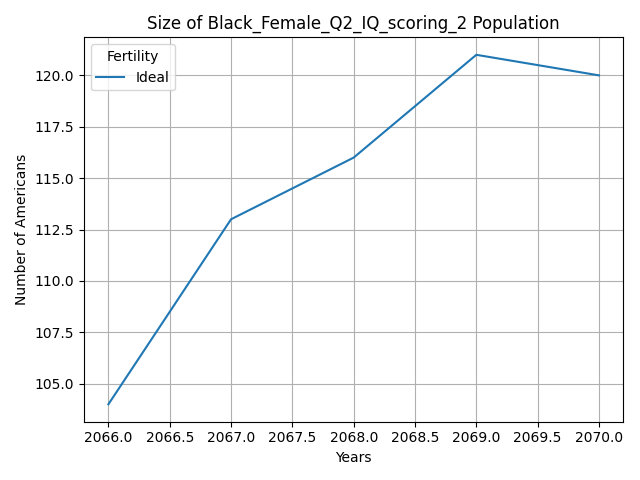 Size of Black_Female_Q2_IQ_scoring_2 Population
Fertility
Ideal
Number of Americans
120.0
117.5
115.0
112.5
110.0
107.5
105.0
2066.0 2066.5 2067.0 2067.5 2068.0 2068.5 2069.0 2069.5 2070.0
Years